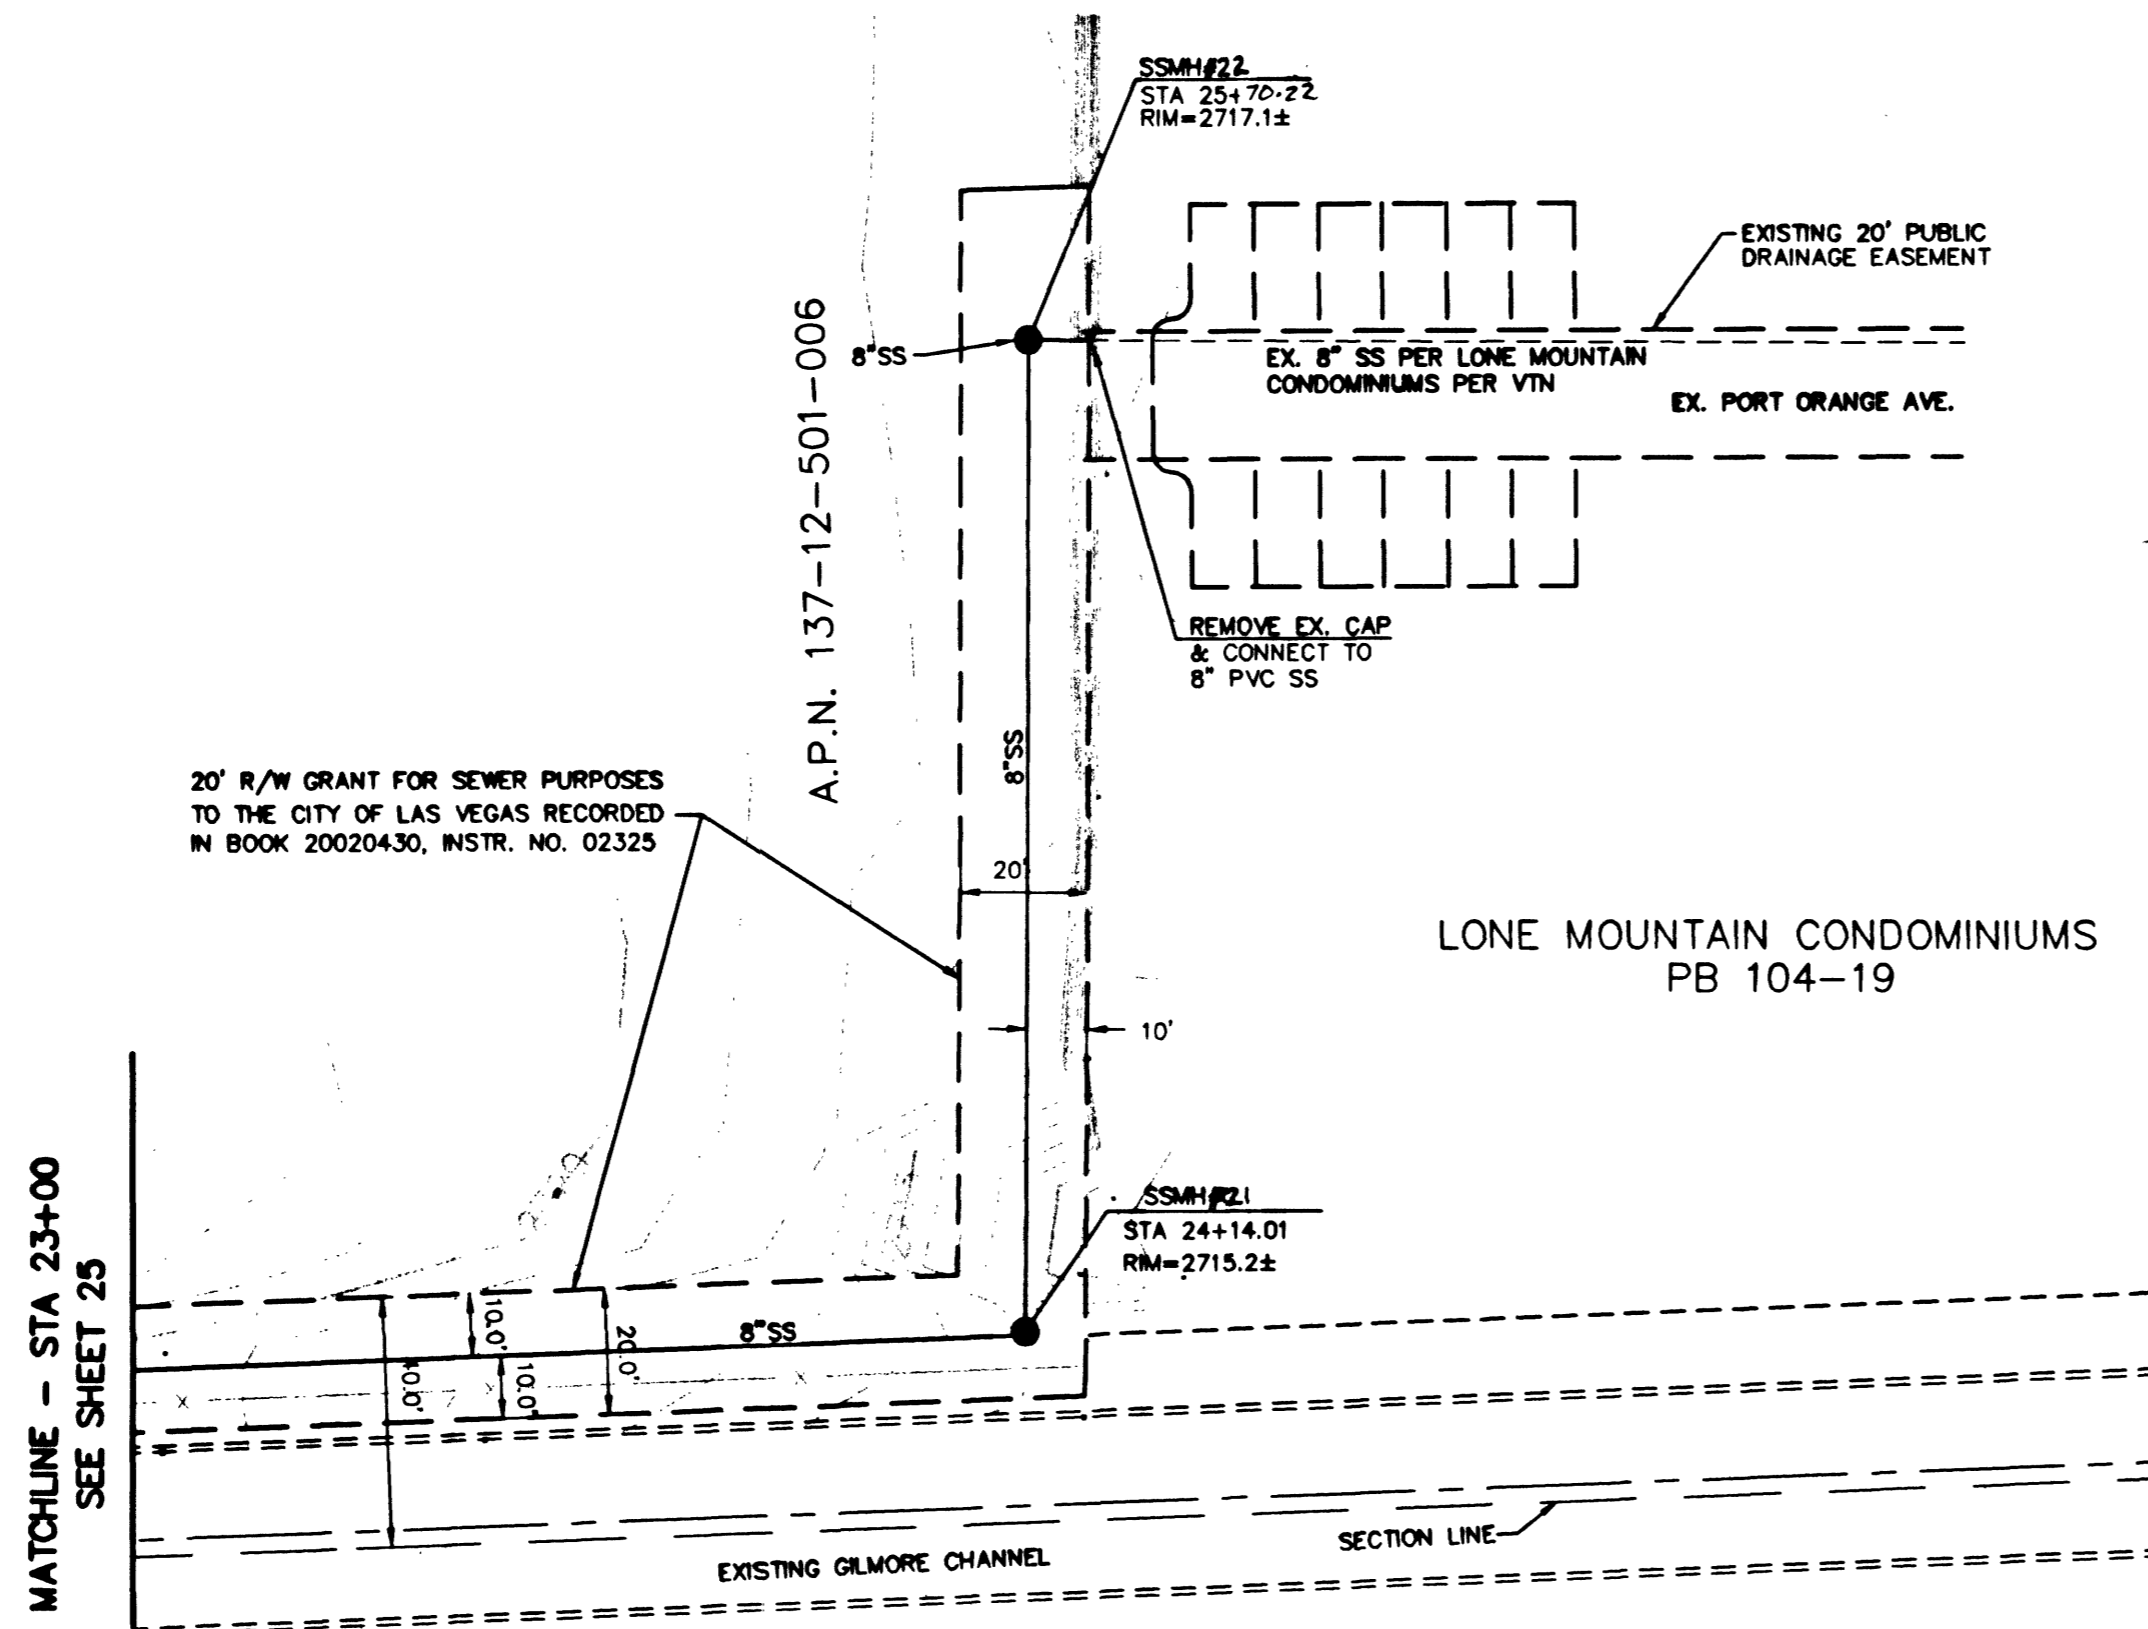 SSMH#22
STA 25+70.22
RIM=2717.1±
EXISTING 20' PUBLIC
DRAINAGE EASEMENT
8"SS
EX. 8" SS PER LONE MOUNTAIN
CONDOMINIUMS PER VTN
EX. PORT ORANGE AVE.
A.P.N. 137-12-501-006
REMOVE EX. CAP
& CONNECT TO
8" PVC SS
8"SS
20' R/W GRANT FOR SEWER PURPOSES
TO THE CITY OF LAS VEGAS RECORDED
IN BOOK 20020430, INSTR. NO. 02325
20'
LONE MOUNTAIN CONDOMINIUMS
PB 104-19
10'
SSMH#21
STA 24+14.01
RIM=2715.2±
MATCHLINE - STA 23+00
SEE SHEET 25
10.0'
20.0'
8"SS
40.0'
10.0'
SECTION LINE
EXISTING GILMORE CHANNEL